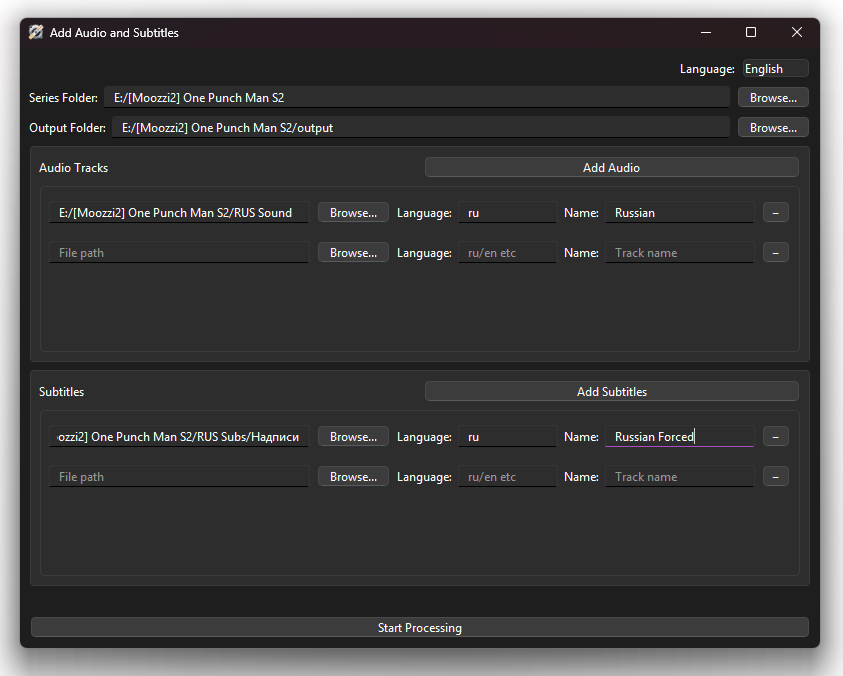 Add Audio and Subtitles
Language: English
Series Folder: E:/[Moozzi2] One Punch Man S2 Browse...
Output Folder: E:/[Moozzi2] One Punch Man S2/output Browse...
Audio Tracks Add Audio
E:/[Moozzi2] One Punch Man S2/RUS Sound Browse... Language: ru Name: Russian –
File path Browse... Language: ru/en etc Name: Track name –
Subtitles Add Subtitles
ozzi2] One Punch Man S2/RUS Subs/Надписи Browse... Language: ru Name: Russian Forced –
File path Browse... Language: ru/en etc Name: Track name –
Start Processing